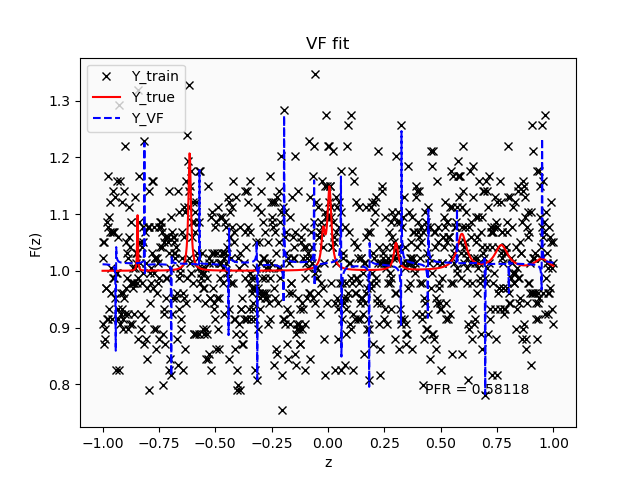 VF fit
Y_train
Y_true
Y_VF
F(z)
1.3
1.2
1.1
1.0
0.9
0.8
PFR = 0.58118
−1.00 −0.75 −0.50 −0.25 0.00 0.25 0.50 0.75 1.00
z